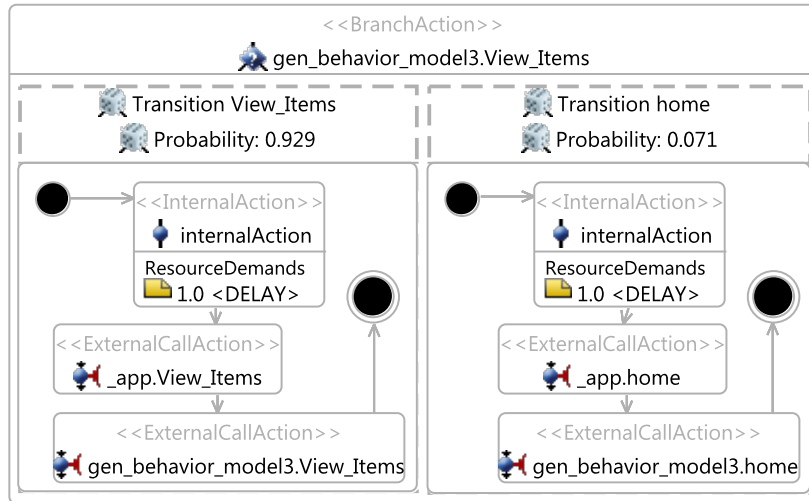 <<BranchAction>>
gen_behavior_model3.View_Items
Transition View_Items
Probability: 0.929
<<InternalAction>>
internalAction
ResourceDemands
1.0 <DELAY>
<<ExternalCallAction>>
_app.View_Items
<<ExternalCallAction>>
gen_behavior_model3.View_Items
Transition home
Probability: 0.071
<<InternalAction>>
internalAction
ResourceDemands
1.0 <DELAY>
<<ExternalCallAction>>
_app.home
<<ExternalCallAction>>
gen_behavior_model3.home